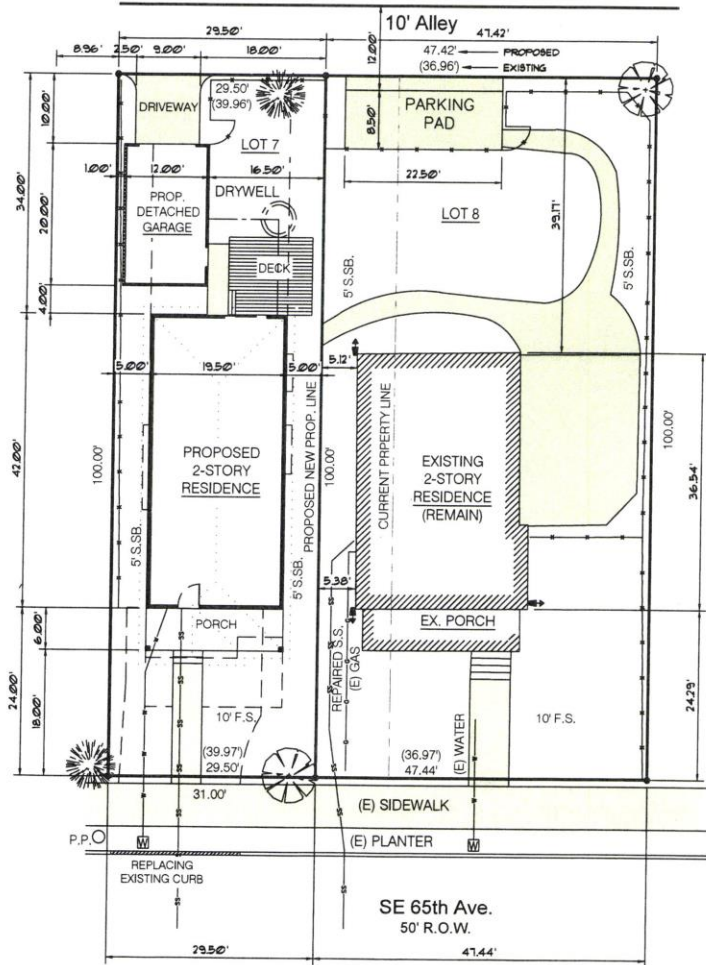 29.50'
10' Alley
47.42'
8.96'
2.50'
9.00'
18.00'
12.00'
47.42' PROPOSED
(36.96') EXISTING
29.50'
(39.96')
DRIVEWAY
PARKING
PAD
10.00'
8.50'
LOT 7
34.00'
1.00'
12.00'
16.50'
22.50'
DRYWELL
PROP.
DETACHED
GARAGE
20.00'
39.17'
LOT 8
DECK
5' S.SB.
5' S.SB.
4.00'
5.12'
5.00'
19.50'
5.00'
PROPOSED NEW PROP. LINE
CURRENT PRPERTY LINE
42.00'
100.00'
100.00'
100.00'
36.54'
PROPOSED
2-STORY
RESIDENCE
EXISTING
2-STORY
RESIDENCE
(REMAIN)
5' S.SB.
5' S.SB.
5.38'
PORCH
EX. PORCH
6.00'
24.00'
18.00'
REPAIRED S.S.
(E) GAS
(E) WATER
24.29'
10' F.S.
10' F.S.
(39.97')
29.50'
(36.97')
47.44'
31.00'
(E) SIDEWALK
P.P.
W
(E) PLANTER
W
REPLACING
EXISTING CURB
SE 65th Ave.
50' R.O.W.
29.50'
47.44'